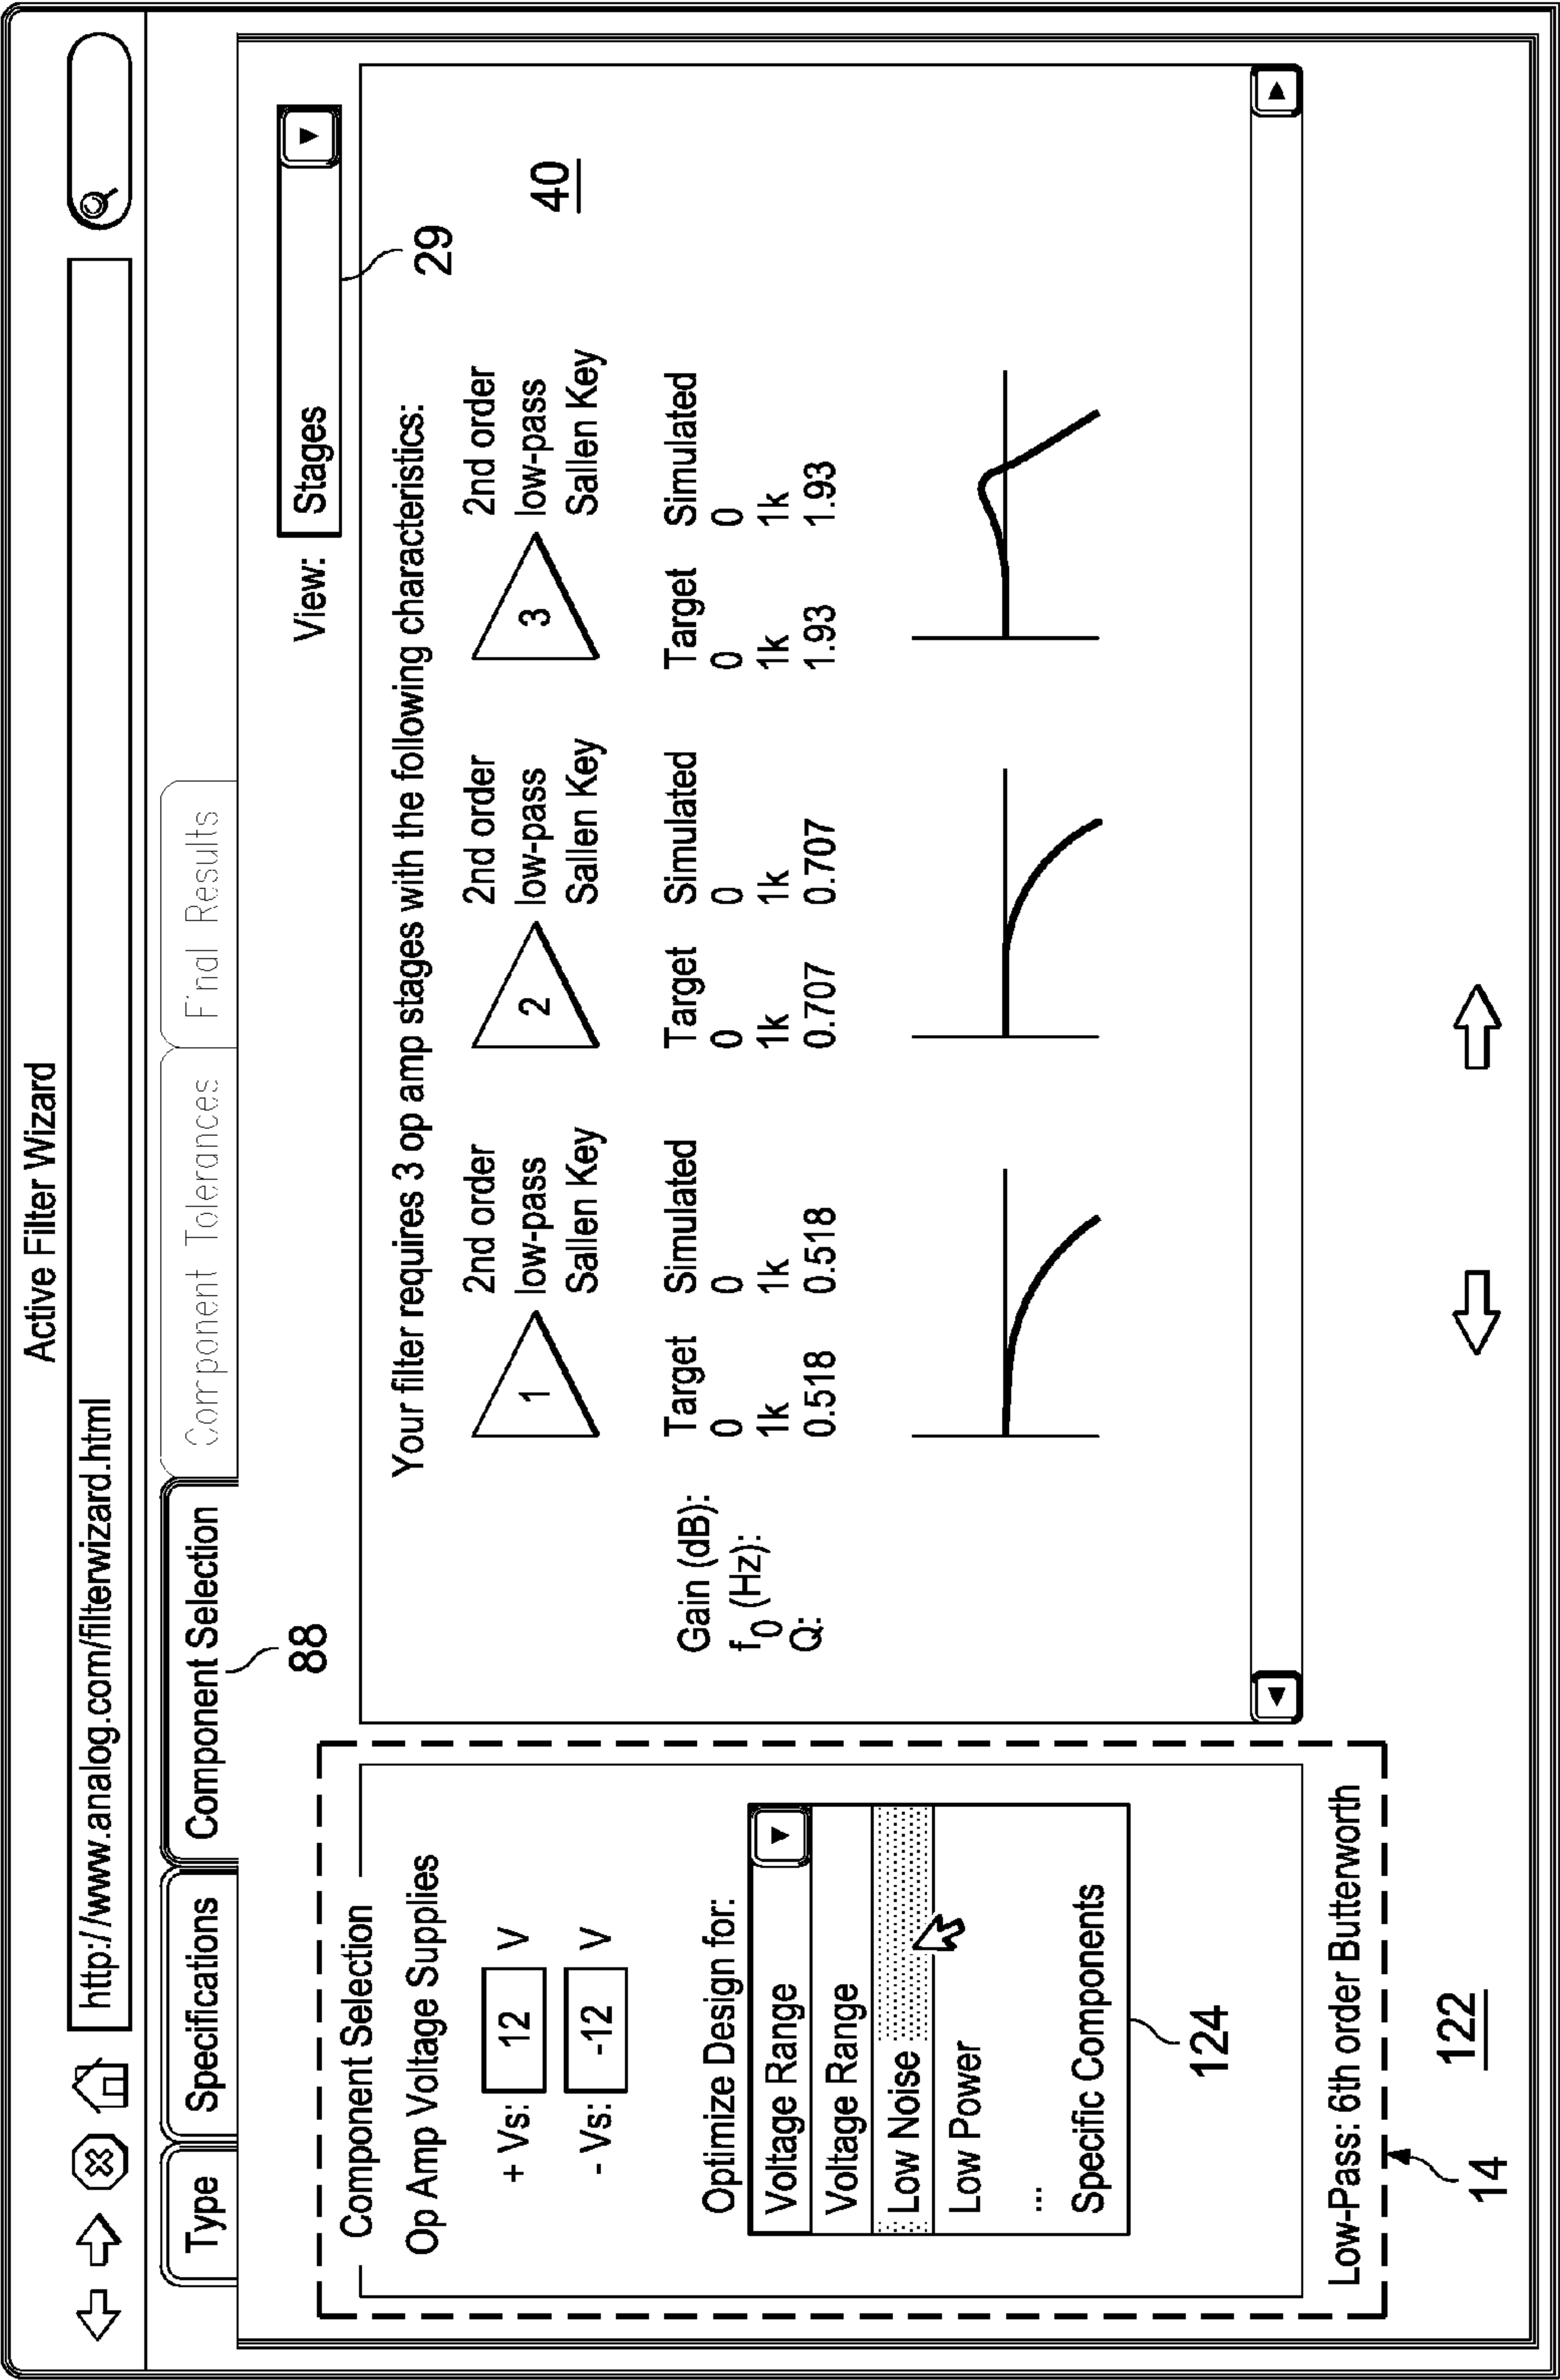 Active Filter Wizard
http://www.analog.com/filterwizard.html
Type
Specifications
Component Selection
Component Tolerances
Final Results
88
View: Stages
29
Component Selection
Op Amp Voltage Supplies
+ Vs: 12 V
- Vs: -12 V
Optimize Design for:
Voltage Range
Voltage Range
Low Noise
Low Power
...
Specific Components
124
Low-Pass: 6th order Butterworth
14
122
Your filter requires 3 op amp stages with the following characteristics:
40
1
2nd order
low-pass
Sallen Key
2
2nd order
low-pass
Sallen Key
3
2nd order
low-pass
Sallen Key
Target Simulated Target Simulated Target Simulated
Gain (dB): 0 0 0 0 0 0
f0 (Hz): 1k 1k 1k 1k 1k 1k
Q: 0.518 0.518 0.707 0.707 1.93 1.93